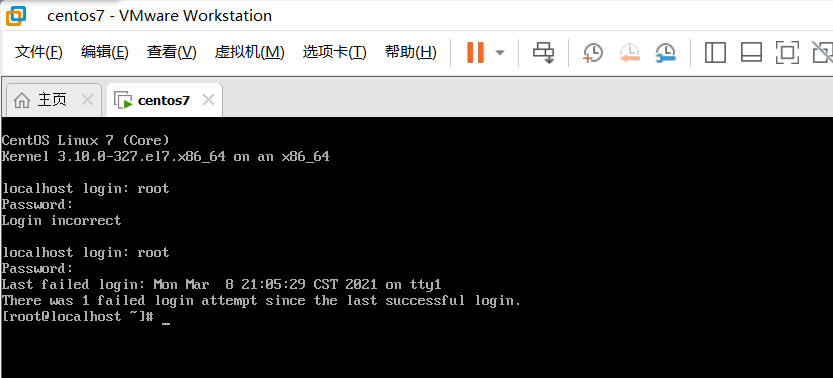 centos7 - VMware Workstation
文件(F) 编辑(E) 查看(V) 虚拟机(M) 选项卡(T) 帮助(H)
主页 centos7
CentOS Linux 7 (Core)
Kernel 3.10.0-327.el7.x86_64 on an x86_64
localhost login: root
Password:
Login incorrect
localhost login: root
Password:
Last failed login: Mon Mar  8 21:05:29 CST 2021 on tty1
There was 1 failed login attempt since the last successful login.
[root@localhost ~]# _